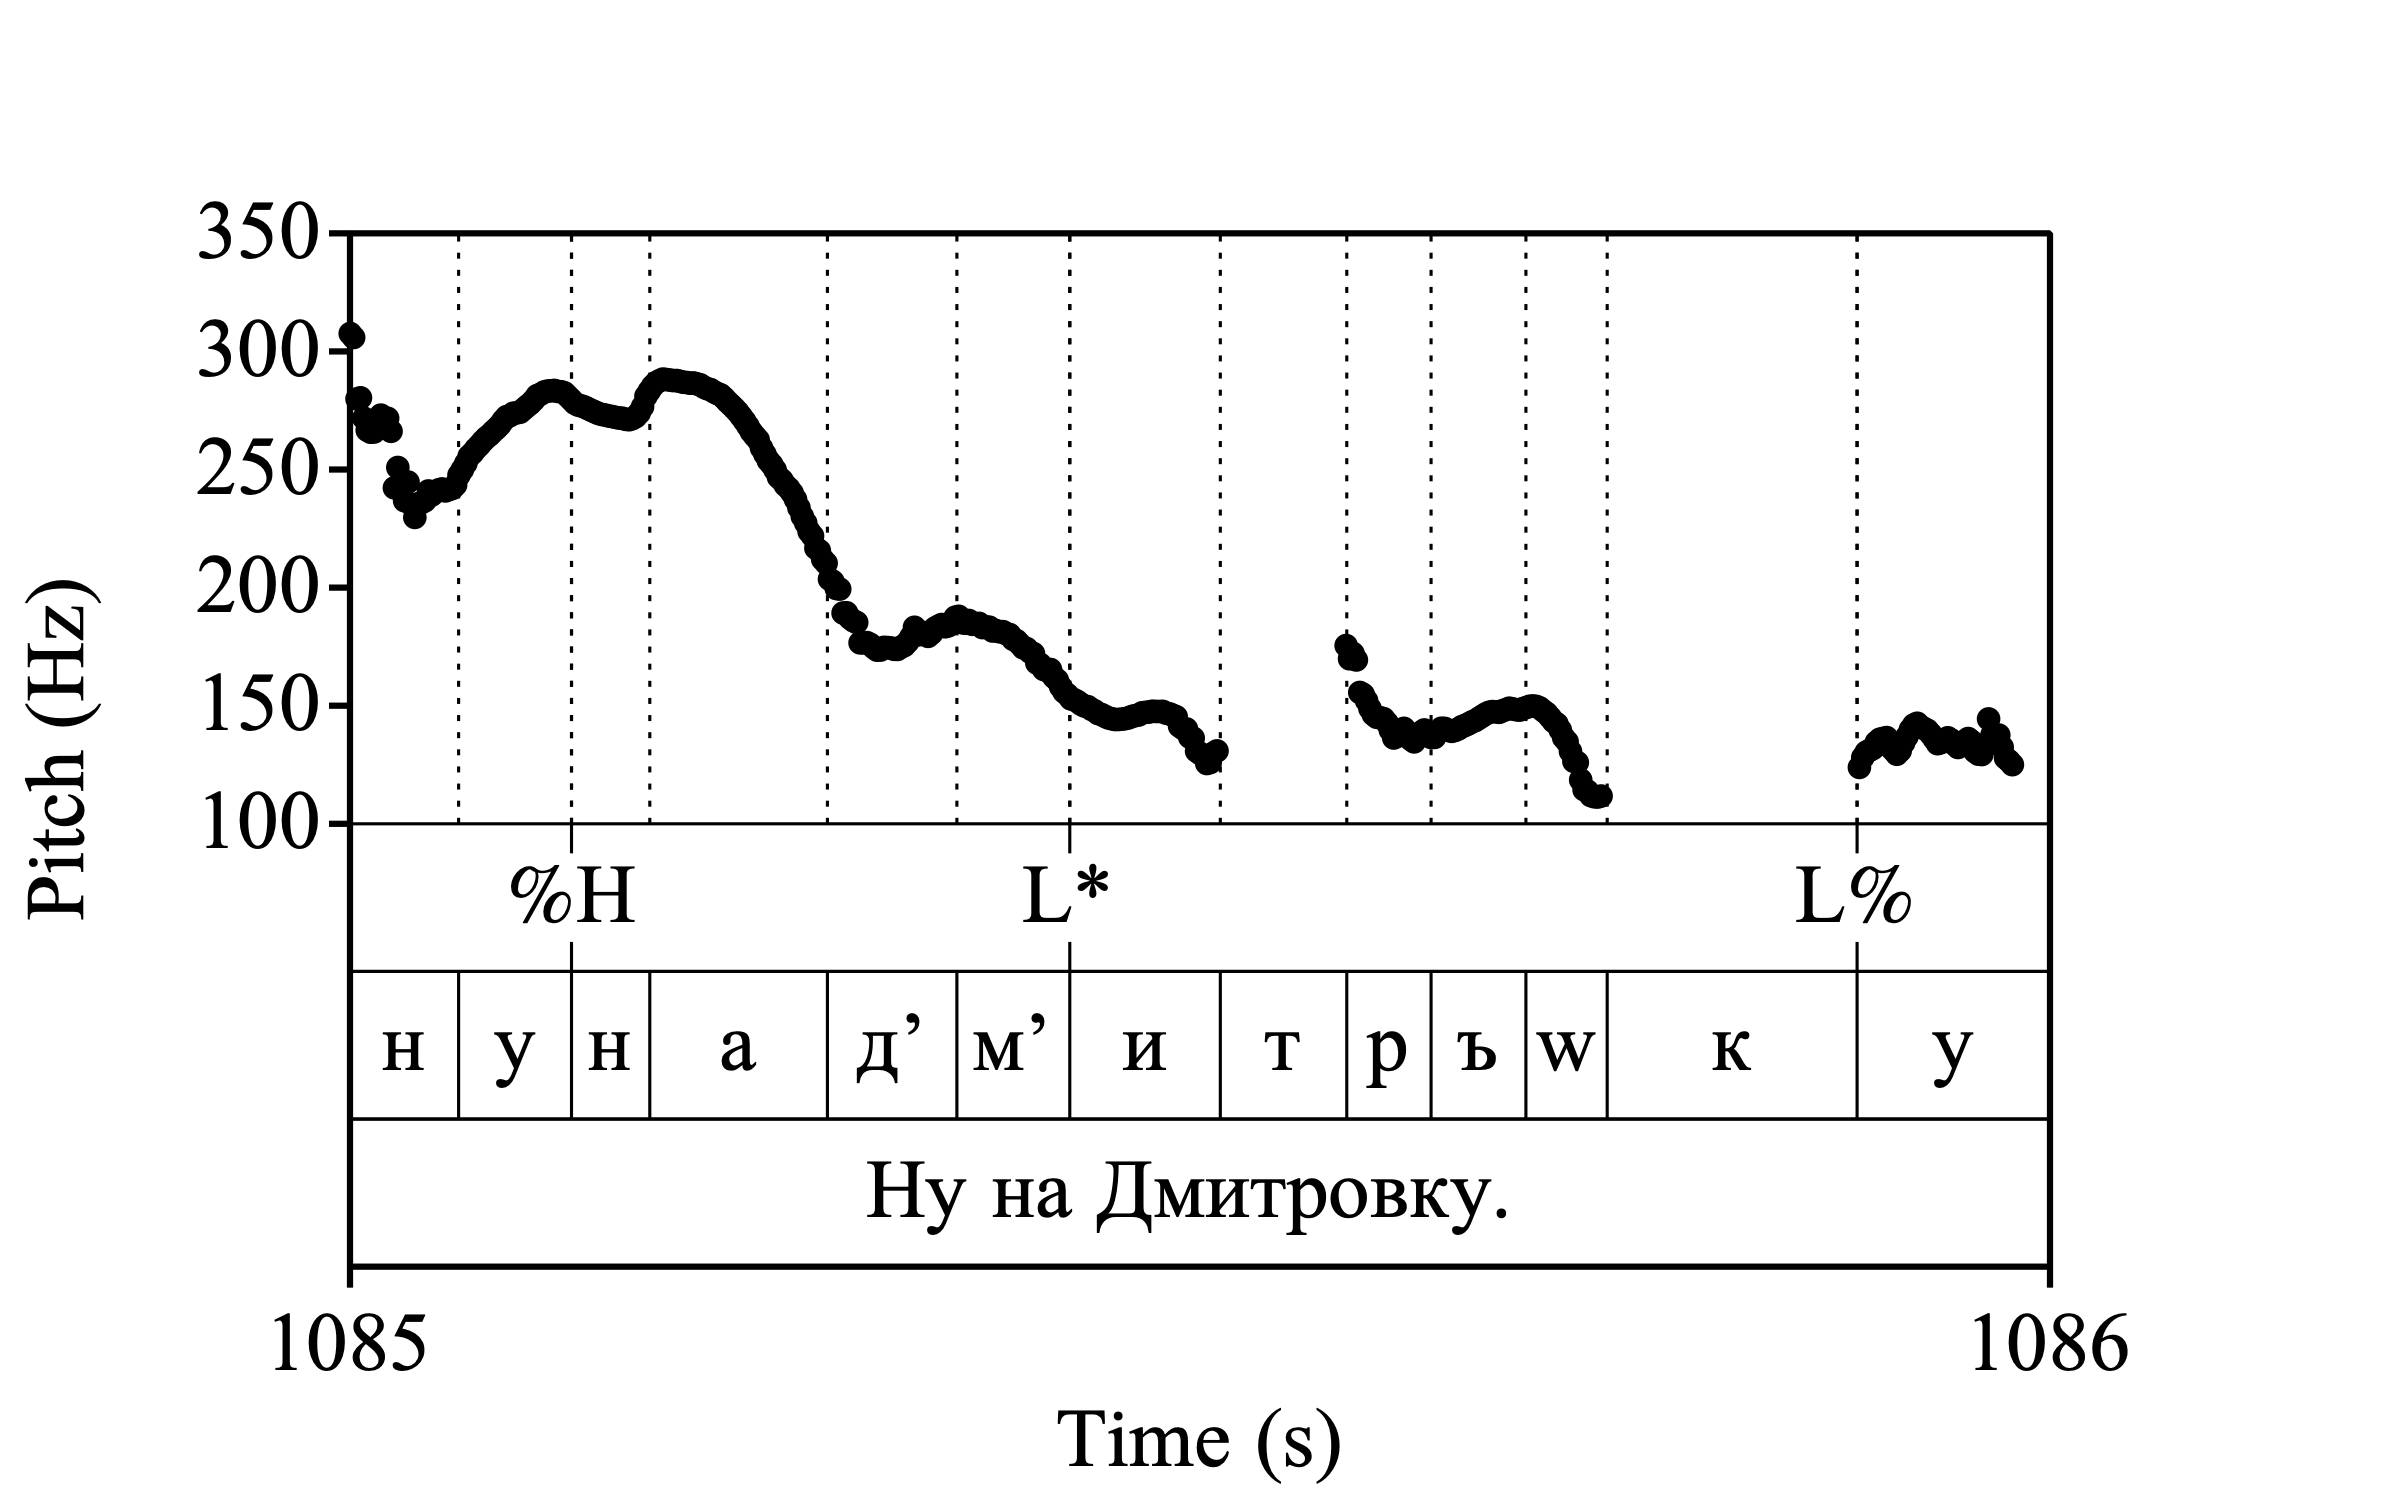 350
300
250
200
150
100
Pitch (Hz)
%H L* L%
н у н а д’ м’ и т р ъ w к у
Ну на Дмитровку.
1085 1086
Time (s)